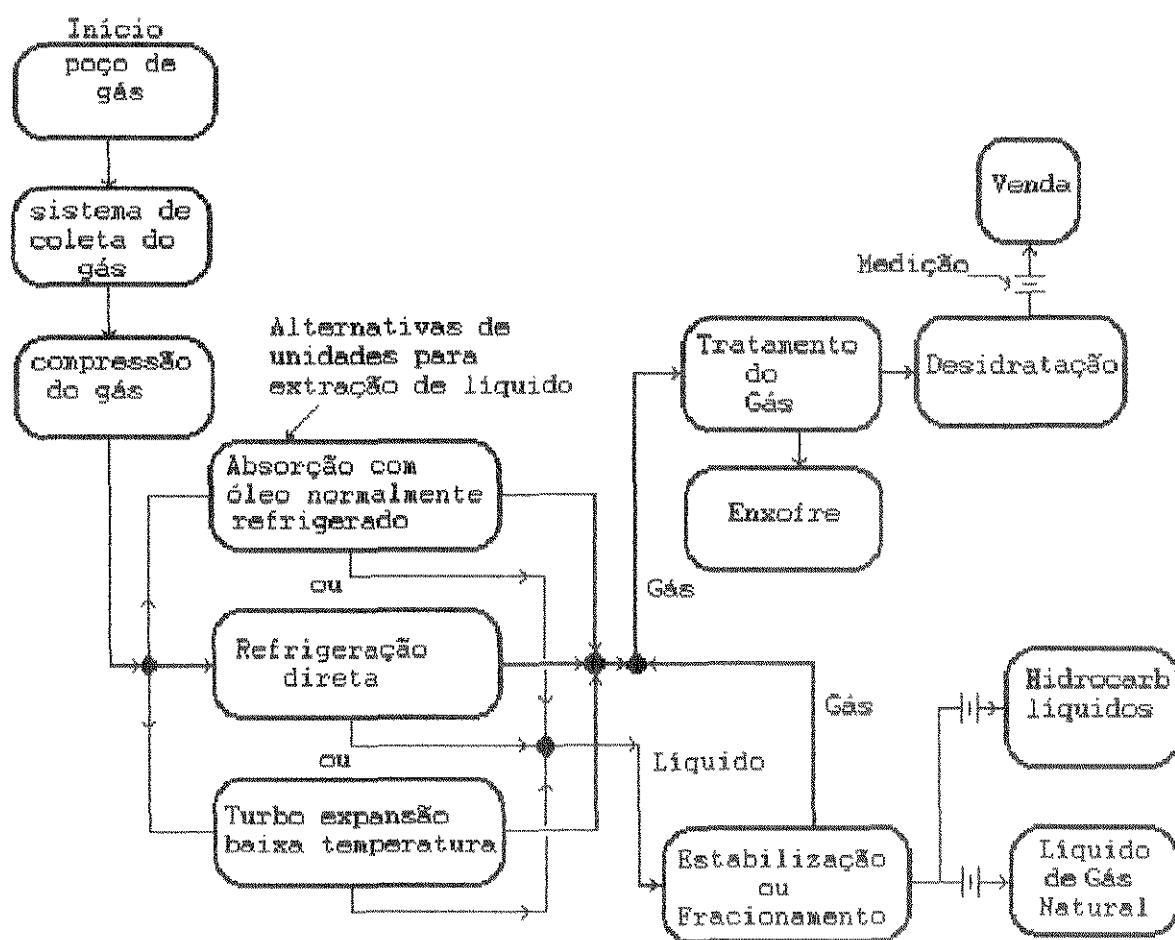 Início
poço de
gás
sistema de
coleta do
gás
compressão
do gás
Alternativas de
unidades para
extração de líquido
Absorção com
óleo normalmente
refrigerado
ou
Refrigeração
direta
ou
Turbo expansão
baixa temperatura
Venda
Medição
Tratamento
do
Gás
Desidratação
Enxofre
Gás
Gás
Líquido
Estabilização
ou
Fracionamento
Hidrocarb
líquidos
Líquido
de Gás
Natural